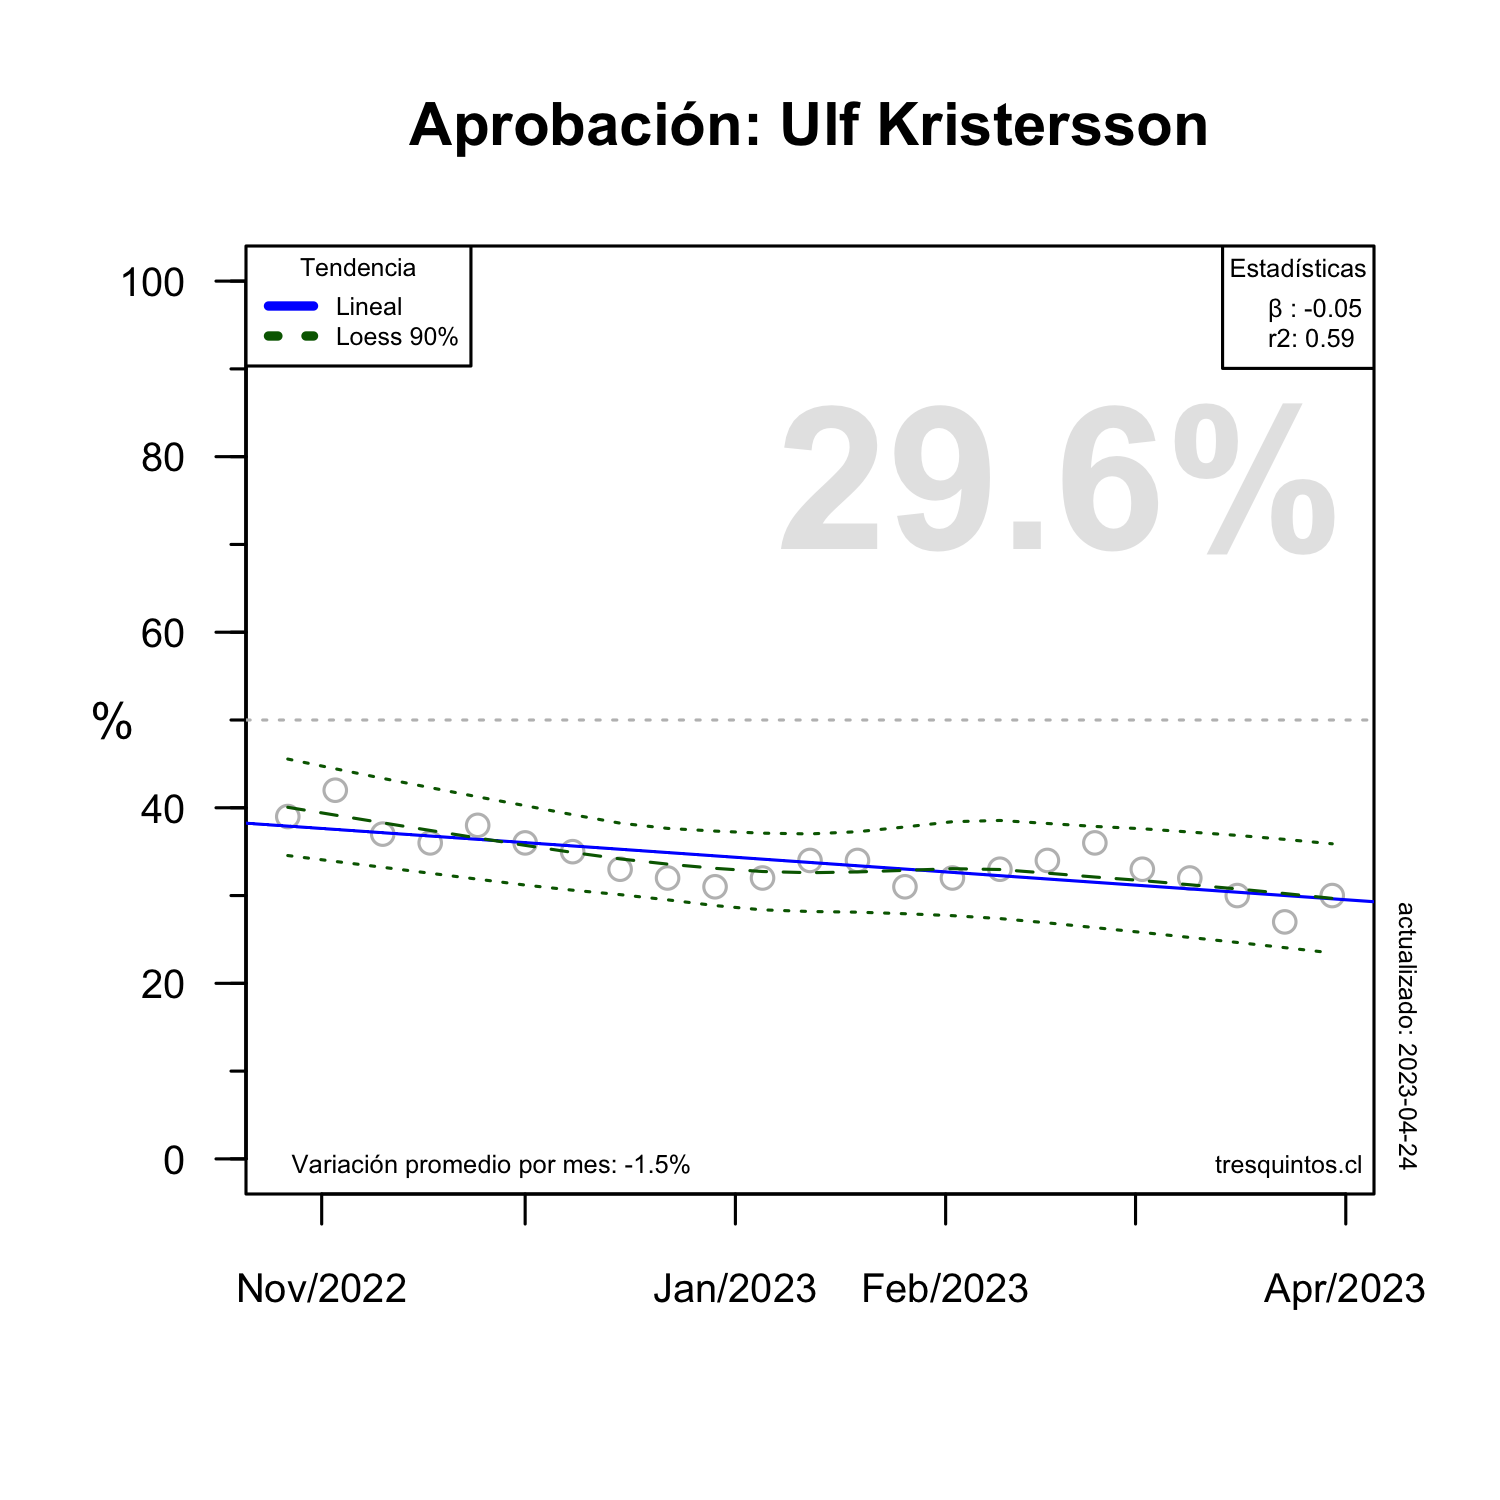 Aprobación: Ulf Kristersson
Tendencia
Lineal
Loess 90%
Estadísticas
β : -0.05
r2: 0.59
29.6%
100
80
60
%
40
20
0
Variación promedio por mes: -1.5%
tresquintos.cl
actualizado: 2023-04-24
Nov/2022
Jan/2023
Feb/2023
Apr/2023